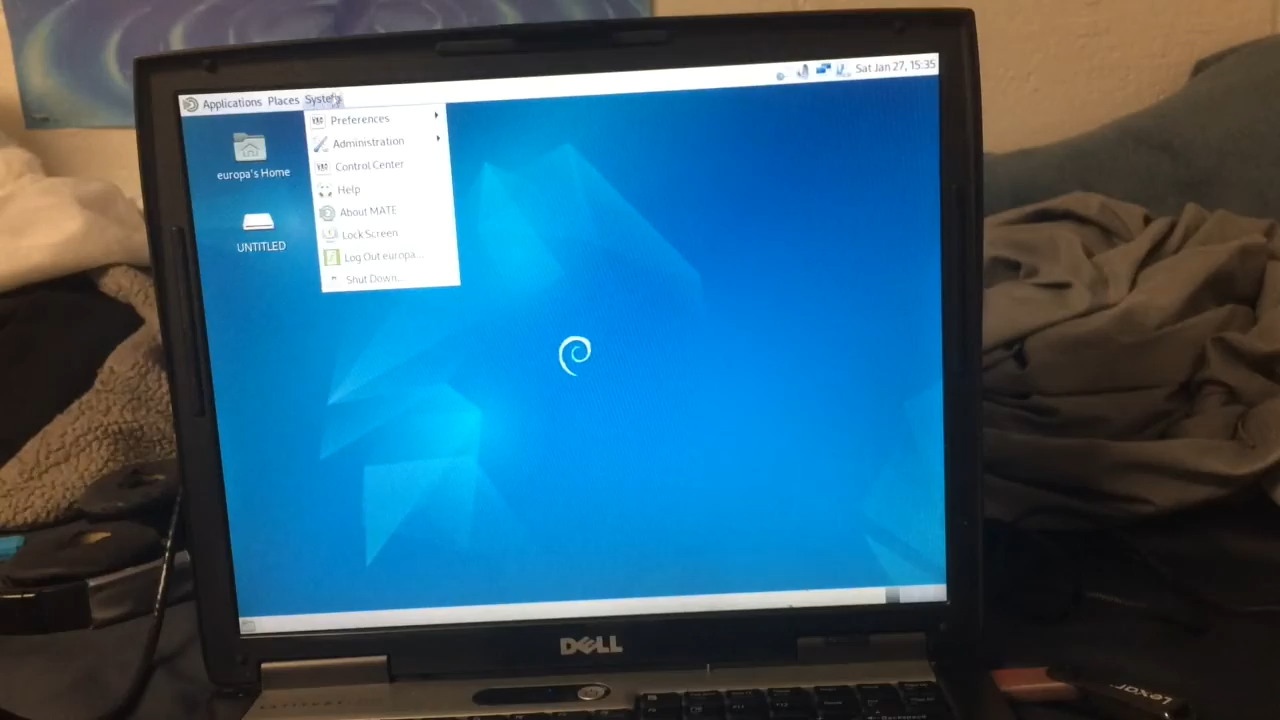 Applications Places System
Sat Jan 27, 15:35
Preferences
Administration
Control Center
Help
About MATE
Lock Screen
Log Out europa...
Shut Down...
europa's Home
UNTITLED
DELL
Lexar